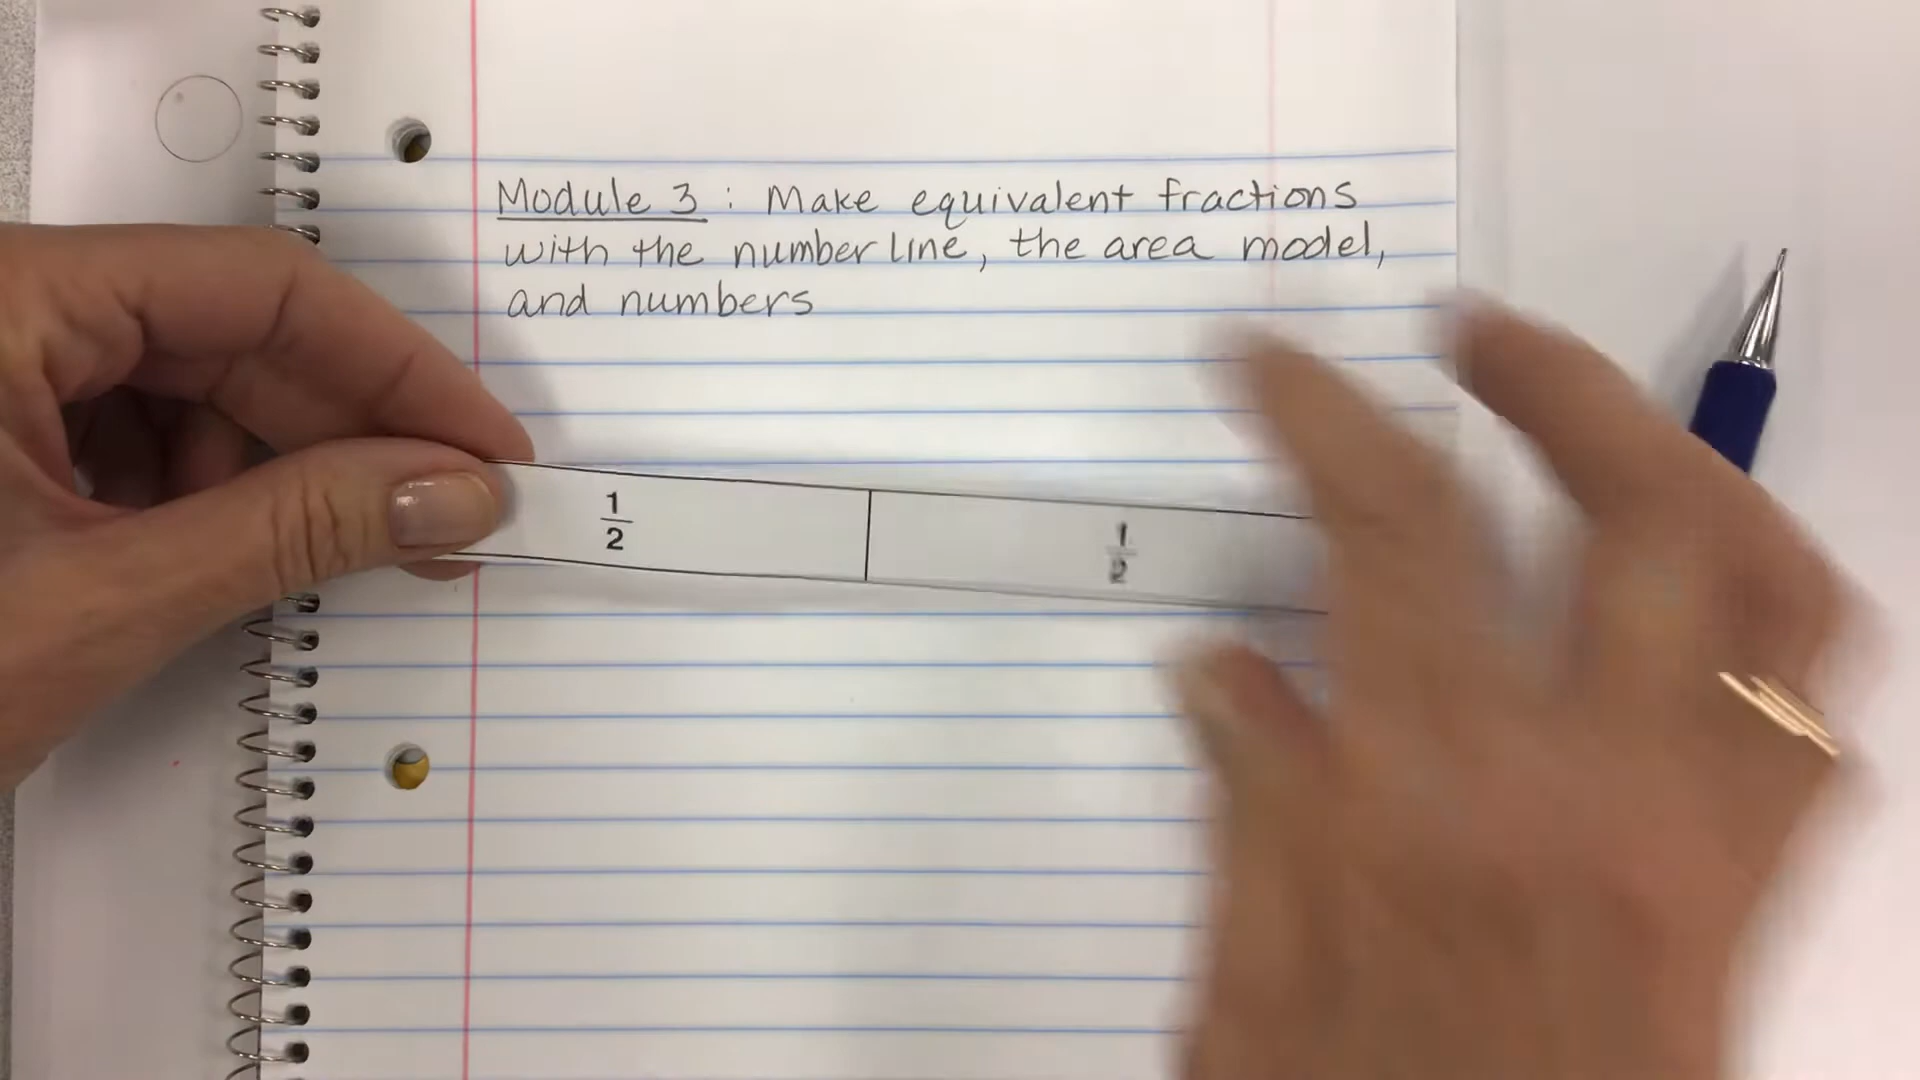 Module 3 : Make equivalent fractions
with the number line, the area model,
and numbers
1/2 1/2